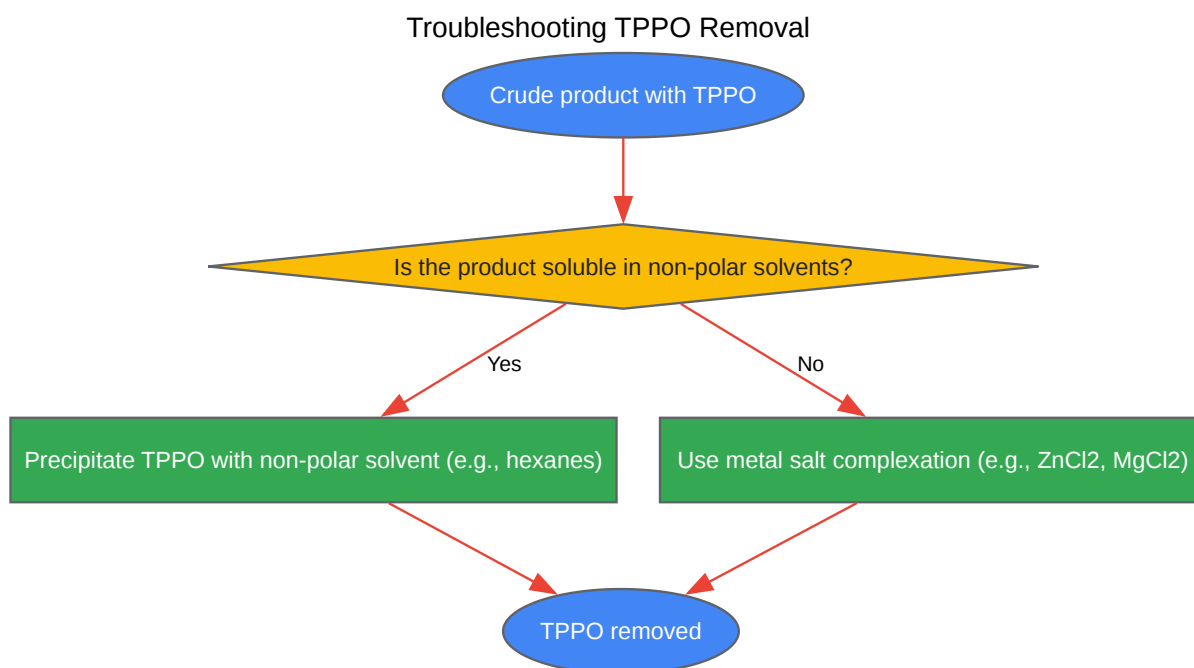 Troubleshooting TPPO Removal
Crude product with TPPO
Is the product soluble in non-polar solvents?
Yes
No
Precipitate TPPO with non-polar solvent (e.g., hexanes)
Use metal salt complexation (e.g., ZnCl2, MgCl2)
TPPO removed